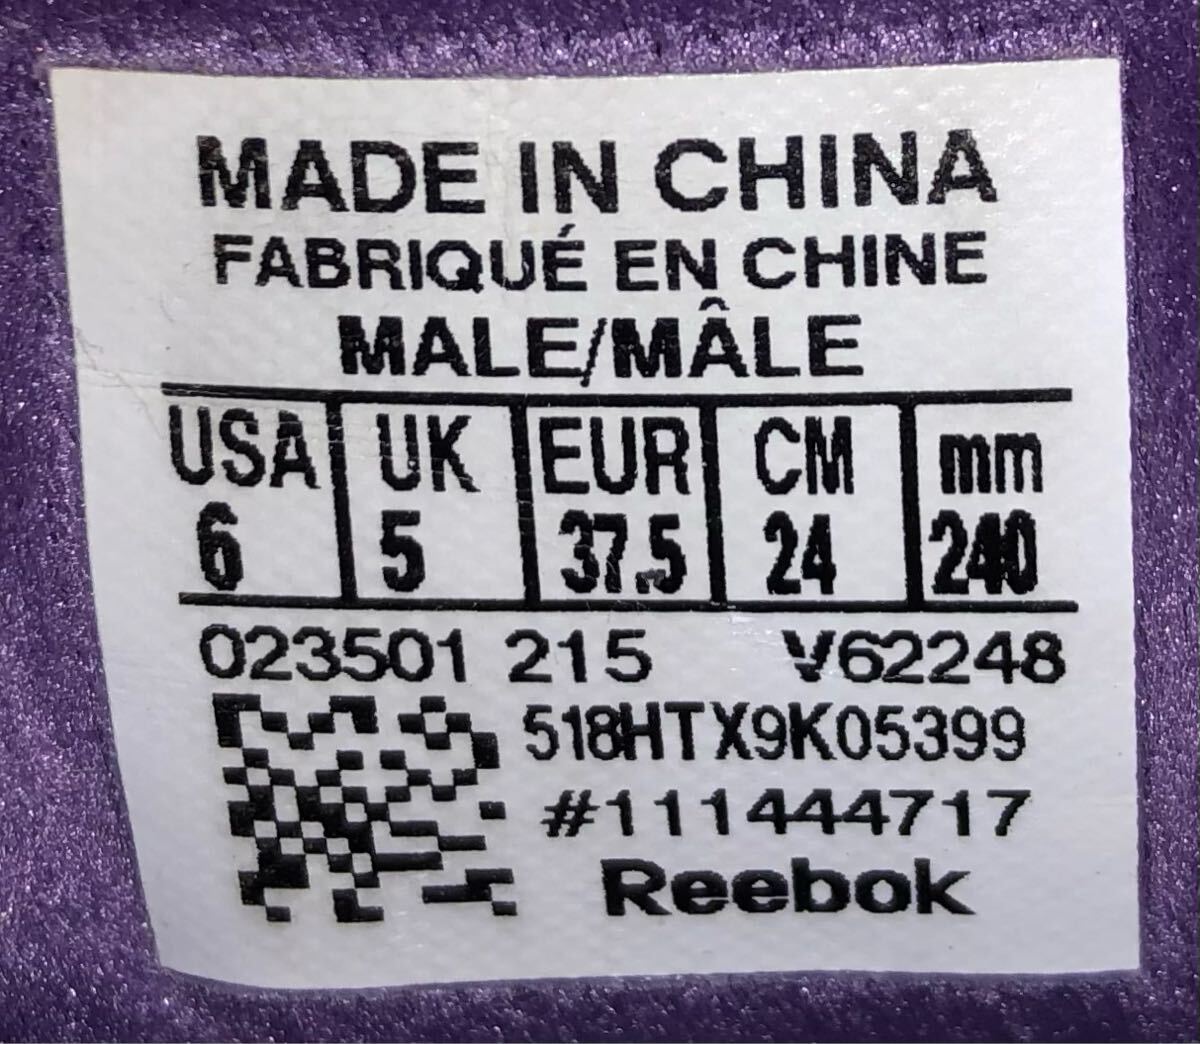 MADE IN CHINA
FABRIQUÉ EN CHINE
MALE/MÂLE
USA UK EUR CM mm
6 5 37.5 24 240
023501 215 V62248
518HTX9K05399
#111444717
Reebok